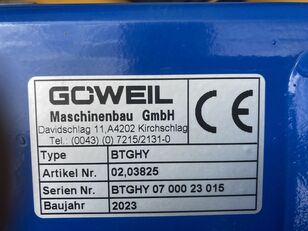 GÖWEIL
Maschinenbau GmbH
Davidschlag 11,A4202 Kirchschlag
Tel.: (0043) (0) 7215/2131-0
CE
Type BTGHY
Artikel Nr. 02,03825
Serien Nr. BTGHY 07 000 23 015
Baujahr 2023